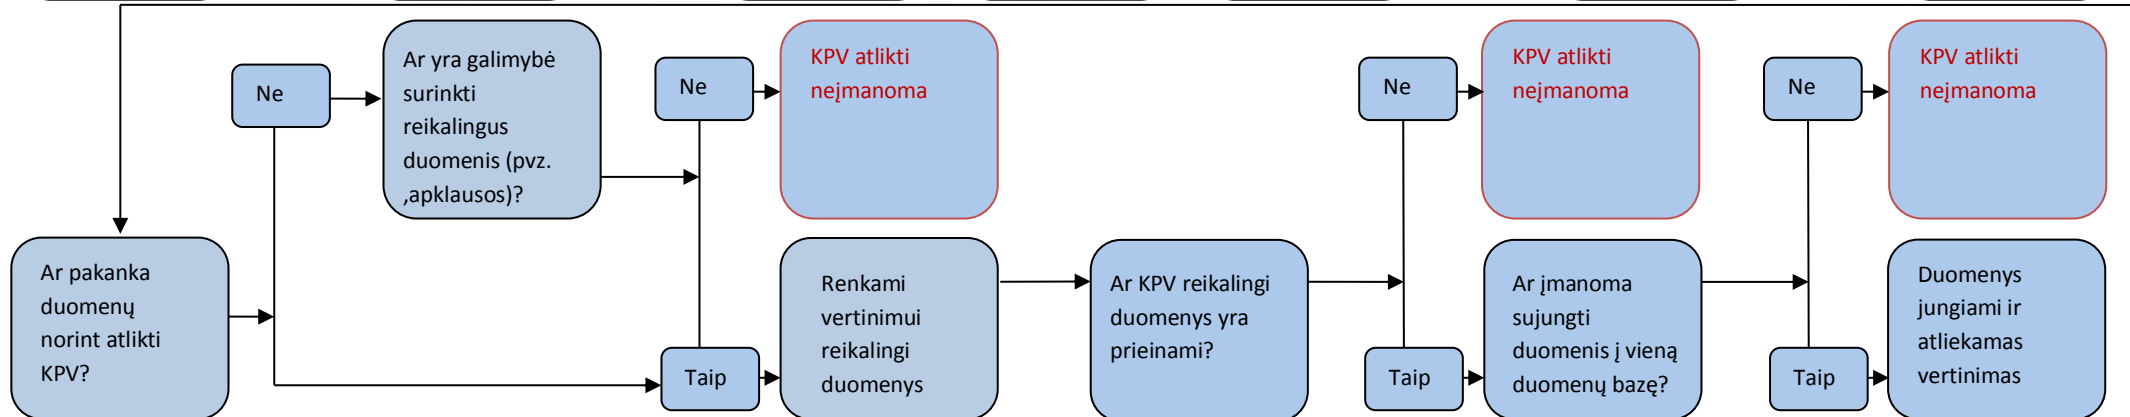 Ar pakanka
duomenų
norint atlikti
KPV?
Ne
Ar yra galimybė
surinkti
reikalingus
duomenis (pvz.
,apklausos)?
Ne
KPV atlikti
neįmanoma
Taip
Renkami
vertinimui
reikalingi
duomenys
Ar KPV reikalingi
duomenys yra
prieinami?
Ne
KPV atlikti
neįmanoma
Taip
Ar įmanoma
sujungti
duomenis į vieną
duomenų bazę?
Ne
KPV atlikti
neįmanoma
Taip
Duomenys
jungiami ir
atliekamas
vertinimas